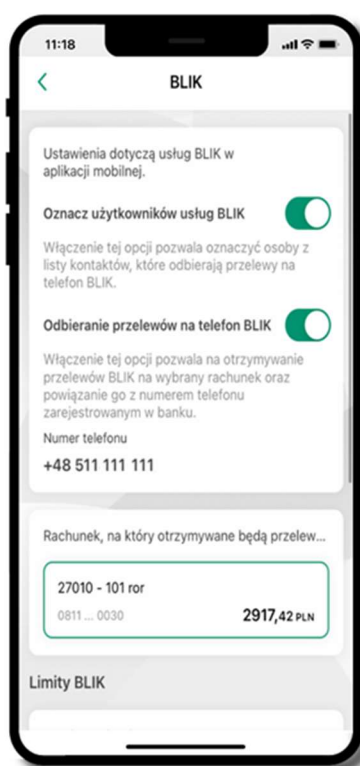 11:18
BLIK
Ustawienia dotyczą usług BLIK w
aplikacji mobilnej.
Oznacz użytkowników usług BLIK
Włączenie tej opcji pozwala oznaczyć osoby z
listy kontaktów, które odbierają przelewy na
telefon BLIK.
Odbieranie przelewów na telefon BLIK
Włączenie tej opcji pozwala na otrzymywanie
przelewów BLIK na wybrany rachunek oraz
powiązanie go z numerem telefonu
zarejestrowanym w banku.
Numer telefonu
+48 511 111 111
Rachunek, na który otrzymywane będą przelew...
27010 - 101 ror
0811 ... 0030 2917,42 PLN
Limity BLIK